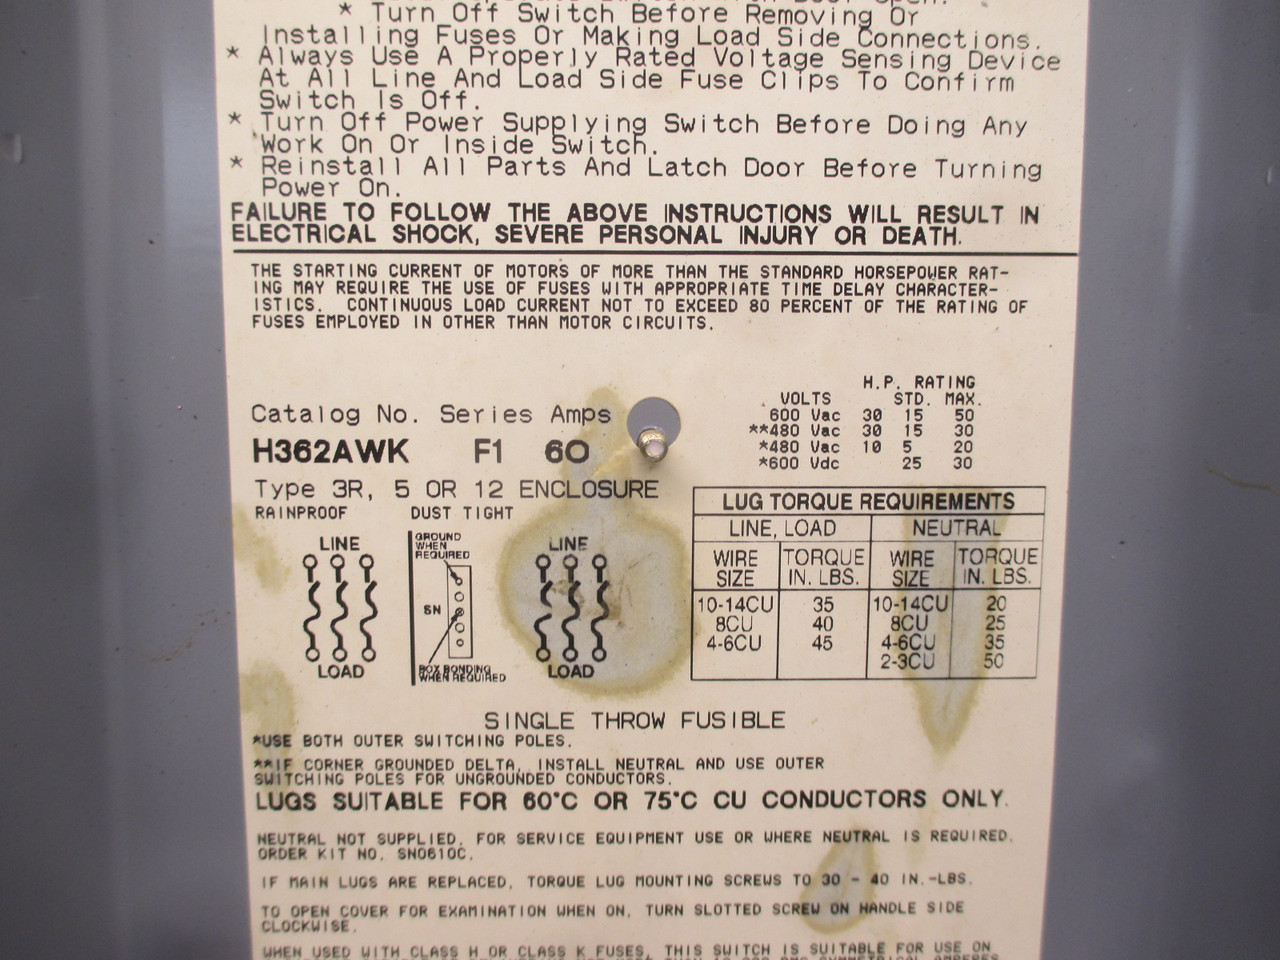 * Turn Off Switch Before Removing Or
Installing Fuses Or Making Load Side Connections.
* Always Use A Properly Rated Voltage Sensing Device
At All Line And Load Side Fuse Clips To Confirm
Switch Is Off.
* Turn Off Power Supplying Switch Before Doing Any
Work On Or Inside Switch.
* Reinstall All Parts And Latch Door Before Turning
Power On.
FAILURE TO FOLLOW THE ABOVE INSTRUCTIONS WILL RESULT IN
ELECTRICAL SHOCK, SEVERE PERSONAL INJURY OR DEATH.
THE STARTING CURRENT OF MOTORS OF MORE THAN THE STANDARD HORSEPOWER RAT-
ING MAY REQUIRE THE USE OF FUSES WITH APPROPRIATE TIME DELAY CHARACTER-
ISTICS. CONTINUOUS LOAD CURRENT NOT TO EXCEED 80 PERCENT OF THE RATING OF
FUSES EMPLOYED IN OTHER THAN MOTOR CIRCUITS.
H.P. RATING
VOLTS STD. MAX.
600 Vac 30 15 50
**480 Vac 30 15 30
*480 Vac 10 5 20
*600 Vdc 25 30
Catalog No. Series Amps
H362AWK F1 60
Type 3R, 5 OR 12 ENCLOSURE
RAINPROOF DUST TIGHT
LINE
LOAD
GROUND
WHEN
REQUIRED
SN
BOX BONDING
WHEN REQUIRED
LINE
LOAD
LUG TORQUE REQUIREMENTS
LINE, LOAD NEUTRAL
WIRE SIZE TORQUE IN. LBS. WIRE SIZE TORQUE IN. LBS.
10-14CU 35 10-14CU 20
8CU 40 8CU 25
4-6CU 45 4-6CU 35
2-3CU 50
SINGLE THROW FUSIBLE
*USE BOTH OUTER SWITCHING POLES.
**IF CORNER GROUNDED DELTA, INSTALL NEUTRAL AND USE OUTER
SWITCHING POLES FOR UNGROUNDED CONDUCTORS.
LUGS SUITABLE FOR 60°C OR 75°C CU CONDUCTORS ONLY.
NEUTRAL NOT SUPPLIED. FOR SERVICE EQUIPMENT USE OR WHERE NEUTRAL IS REQUIRED.
ORDER KIT NO. SN0610C.
IF MAIN LUGS ARE REPLACED, TORQUE LUG MOUNTING SCREWS TO 30 - 40 IN.-LBS.
TO OPEN COVER FOR EXAMINATION WHEN ON, TURN SLOTTED SCREW ON HANDLE SIDE
CLOCKWISE.
WHEN USED WITH CLASS H OR CLASS K FUSES, THIS SWITCH IS SUITABLE FOR USE ON